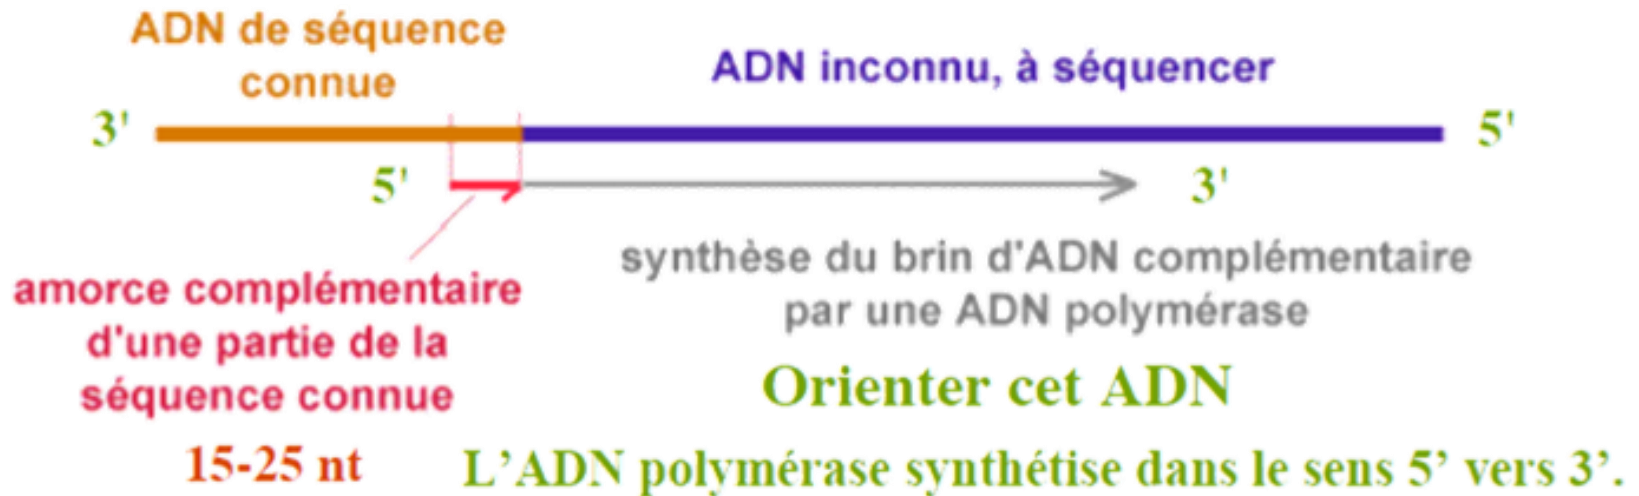 ADN de séquence
connue
ADN inconnu, à séquencer
3' 5'
5' 3'
synthèse du brin d'ADN complémentaire
par une ADN polymérase
amorce complémentaire
d'une partie de la
séquence connue
Orienter cet ADN
15-25 nt
L’ADN polymérase synthétise dans le sens 5’ vers 3’.